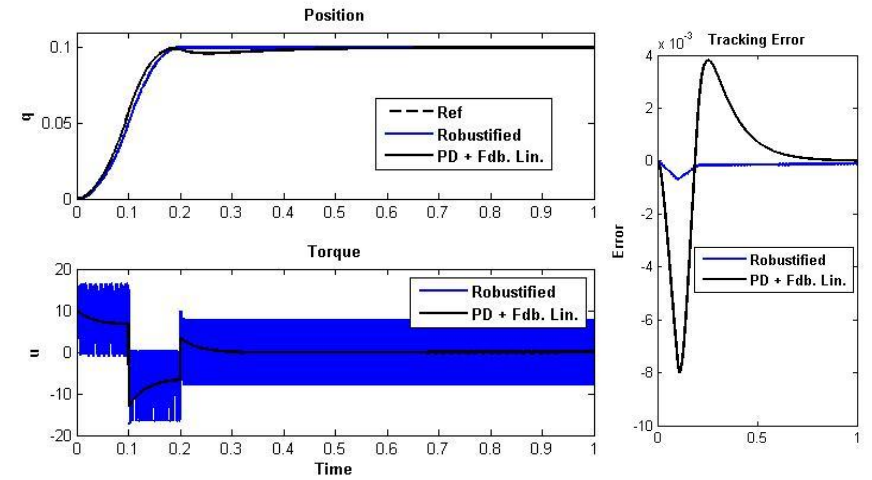 Position
0.1
0.05
0
q
Ref
Robustified
PD + Fdb. Lin.
0 0.1 0.2 0.3 0.4 0.5 0.6 0.7 0.8 0.9 1
Torque
20
10
0
-10
-20
u
Robustified
PD + Fdb. Lin.
0 0.1 0.2 0.3 0.4 0.5 0.6 0.7 0.8 0.9 1
Time
x 10⁻³ Tracking Error
4
2
0
-2
-4
-6
-8
-10
Error
Robustified
PD + Fdb. Lin.
0 0.5 1